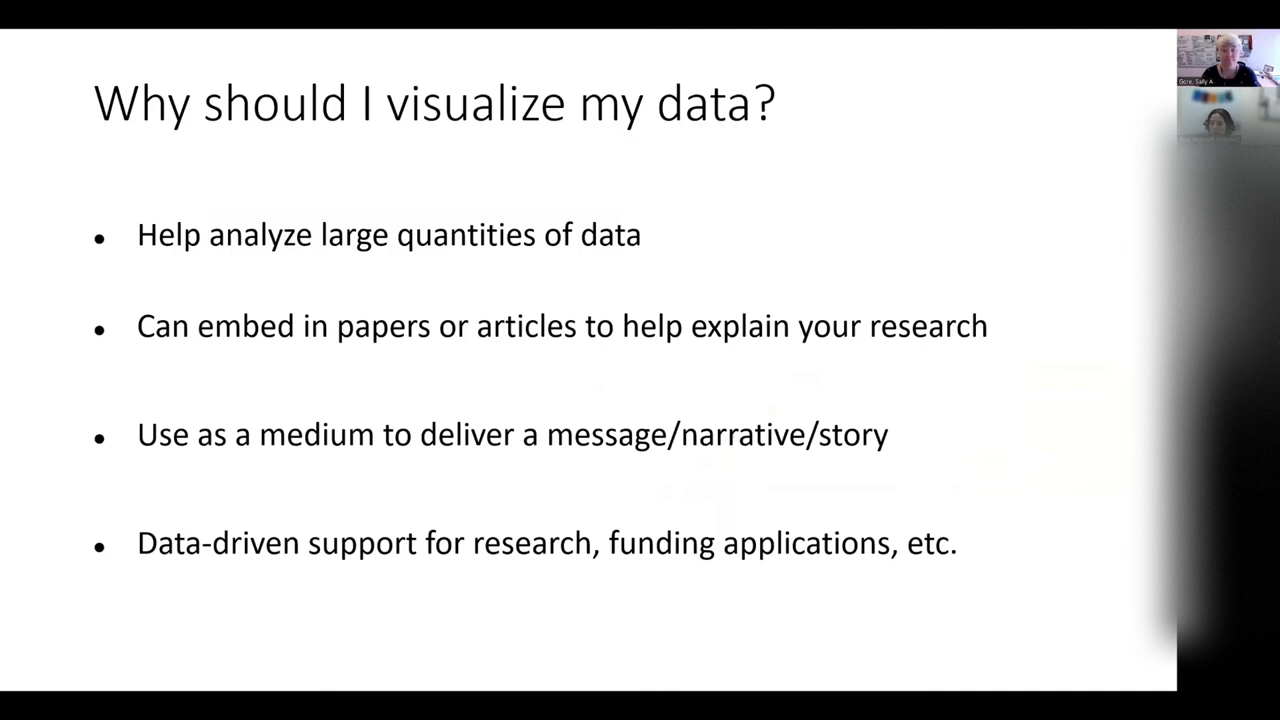 Why should I visualize my data?
Gore, Sally A
• Help analyze large quantities of data
• Can embed in papers or articles to help explain your research
• Use as a medium to deliver a message/narrative/story
• Data-driven support for research, funding applications, etc.